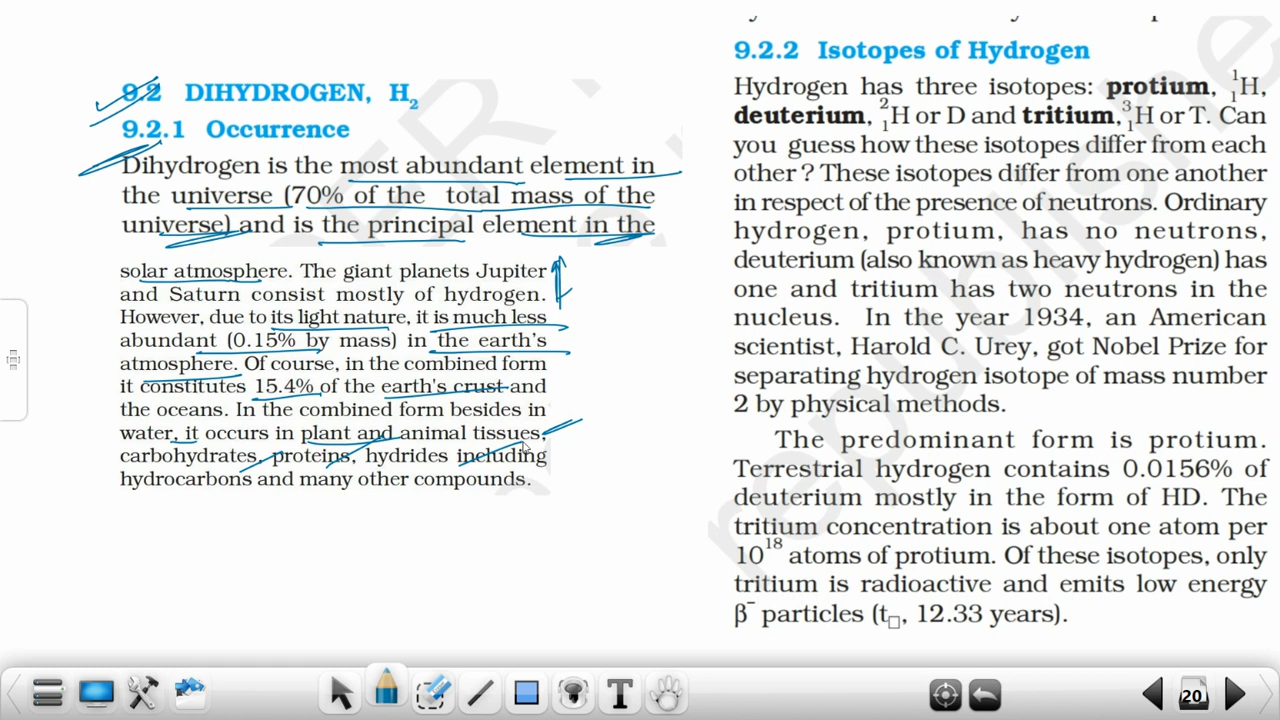 9.2 DIHYDROGEN, H2
9.2.1 Occurrence
Dihydrogen is the most abundant element in
the universe (70% of the total mass of the
universe) and is the principal element in the
solar atmosphere. The giant planets Jupiter
and Saturn consist mostly of hydrogen.
However, due to its light nature, it is much less
abundant (0.15% by mass) in the earth's
atmosphere. Of course, in the combined form
it constitutes 15.4% of the earth's crust and
the oceans. In the combined form besides in
water, it occurs in plant and animal tissues,
carbohydrates, proteins, hydrides including
hydrocarbons and many other compounds.
9.2.2 Isotopes of Hydrogen
Hydrogen has three isotopes: protium, ¹₁H,
deuterium, ²₁H or D and tritium, ³₁H or T. Can
you guess how these isotopes differ from each
other ? These isotopes differ from one another
in respect of the presence of neutrons. Ordinary
hydrogen, protium, has no neutrons,
deuterium (also known as heavy hydrogen) has
one and tritium has two neutrons in the
nucleus. In the year 1934, an American
scientist, Harold C. Urey, got Nobel Prize for
separating hydrogen isotope of mass number
2 by physical methods.
The predominant form is protium.
Terrestrial hydrogen contains 0.0156% of
deuterium mostly in the form of HD. The
tritium concentration is about one atom per
10¹⁸ atoms of protium. Of these isotopes, only
tritium is radioactive and emits low energy
β⁻ particles (t□, 12.33 years).
republishe
T
20